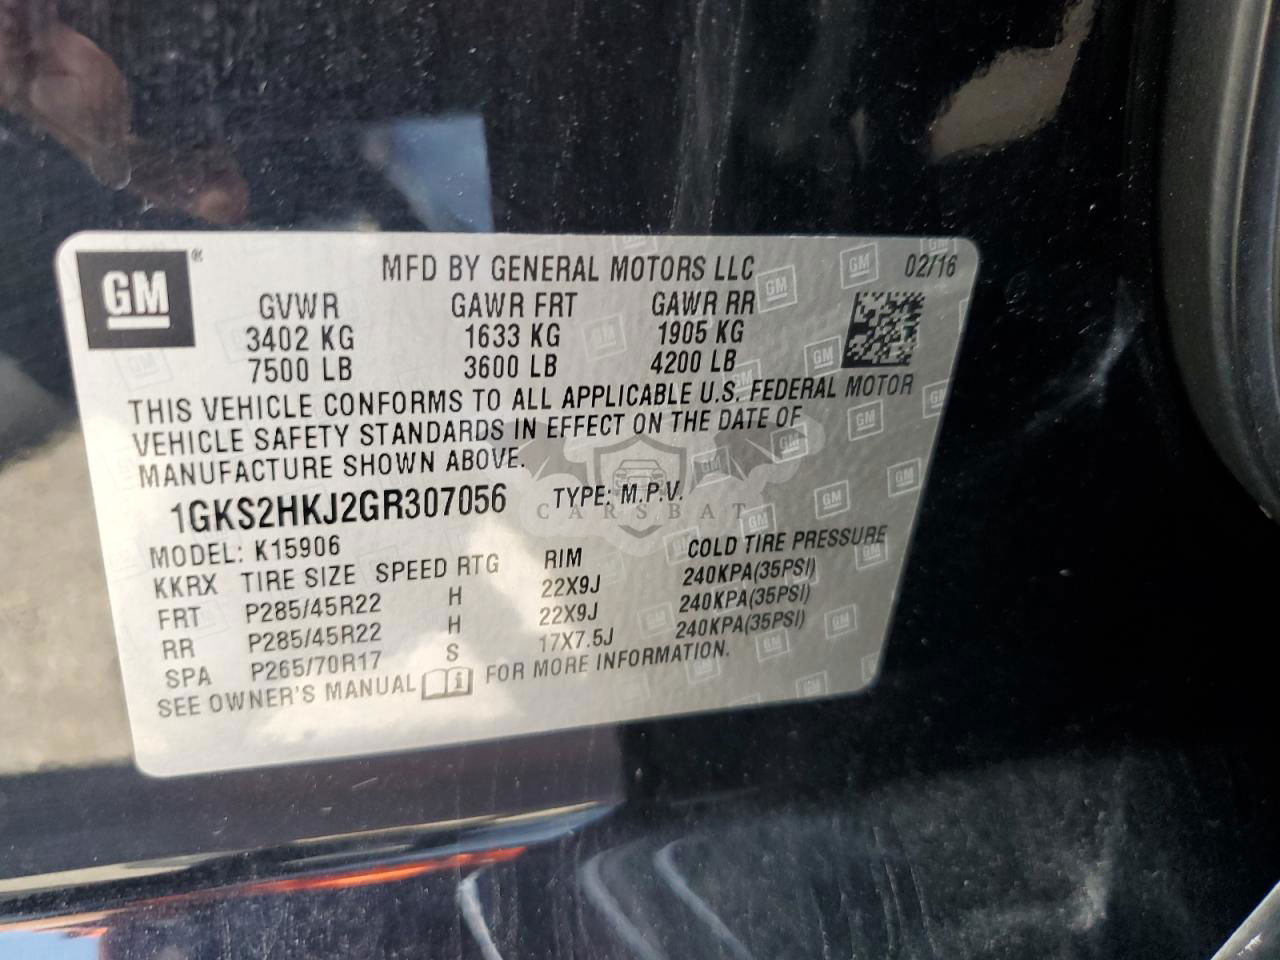 GM ®
MFD BY GENERAL MOTORS LLC 02/16
GVWR GAWR FRT GAWR RR
3402 KG 1633 KG 1905 KG
7500 LB 3600 LB 4200 LB
THIS VEHICLE CONFORMS TO ALL APPLICABLE U.S. FEDERAL MOTOR
VEHICLE SAFETY STANDARDS IN EFFECT ON THE DATE OF
MANUFACTURE SHOWN ABOVE.
1GKS2HKJ2GR307056 TYPE: M.P.V.
CARSBAT
MODEL: K15906
KKRX TIRE SIZE SPEED RTG RIM COLD TIRE PRESSURE
FRT P285/45R22 H 22X9J 240KPA(35PSI)
RR P285/45R22 H 22X9J 240KPA(35PSI)
SPA P265/70R17 S 17X7.5J 240KPA(35PSI)
SEE OWNER'S MANUAL FOR MORE INFORMATION.